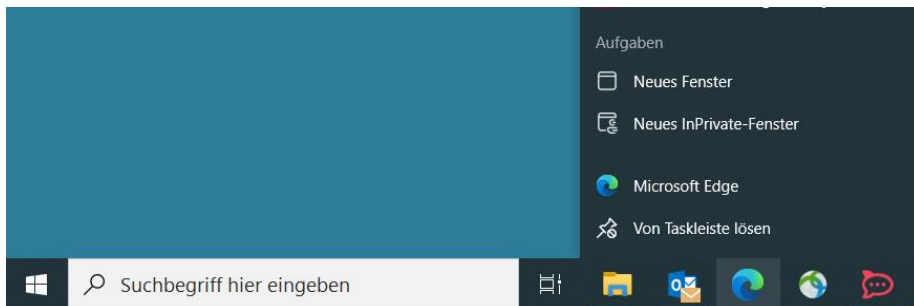 Aufgaben
Neues Fenster
Neues InPrivate-Fenster
Microsoft Edge
Von Taskleiste lösen
Suchbegriff hier eingeben